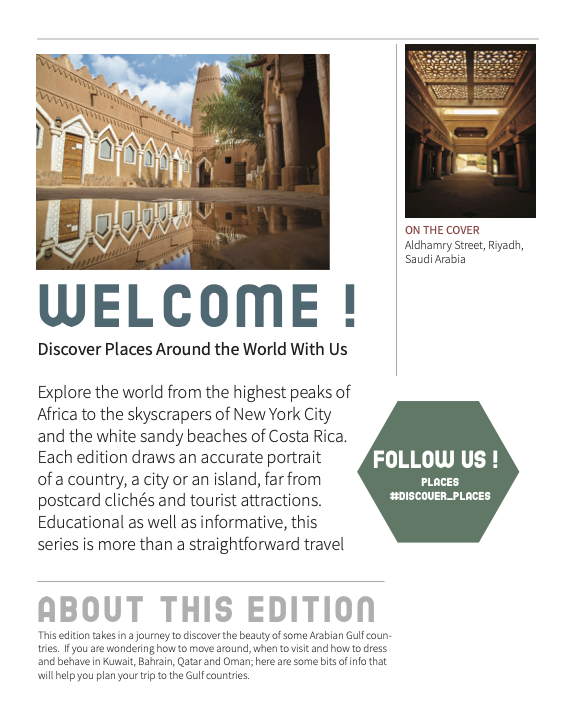 ON THE COVER
Aldhamry Street, Riyadh,
Saudi Arabia
WELCOME !
Discover Places Around the World With Us
Explore the world from the highest peaks of
Africa to the skyscrapers of New York City
and the white sandy beaches of Costa Rica.
Each edition draws an accurate portrait
of a country, a city or an island, far from
postcard clichés and tourist attractions.
Educational as well as informative, this
series is more than a straightforward travel
FOLLOW US !
PLACES
#DISCOVER_PLACES
ABOUT THIS EDITION
This edition takes in a journey to discover the beauty of some Arabian Gulf coun-
tries. If you are wondering how to move around, when to visit and how to dress
and behave in Kuwait, Bahrain, Qatar and Oman; here are some bits of info that
will help you plan your trip to the Gulf countries.